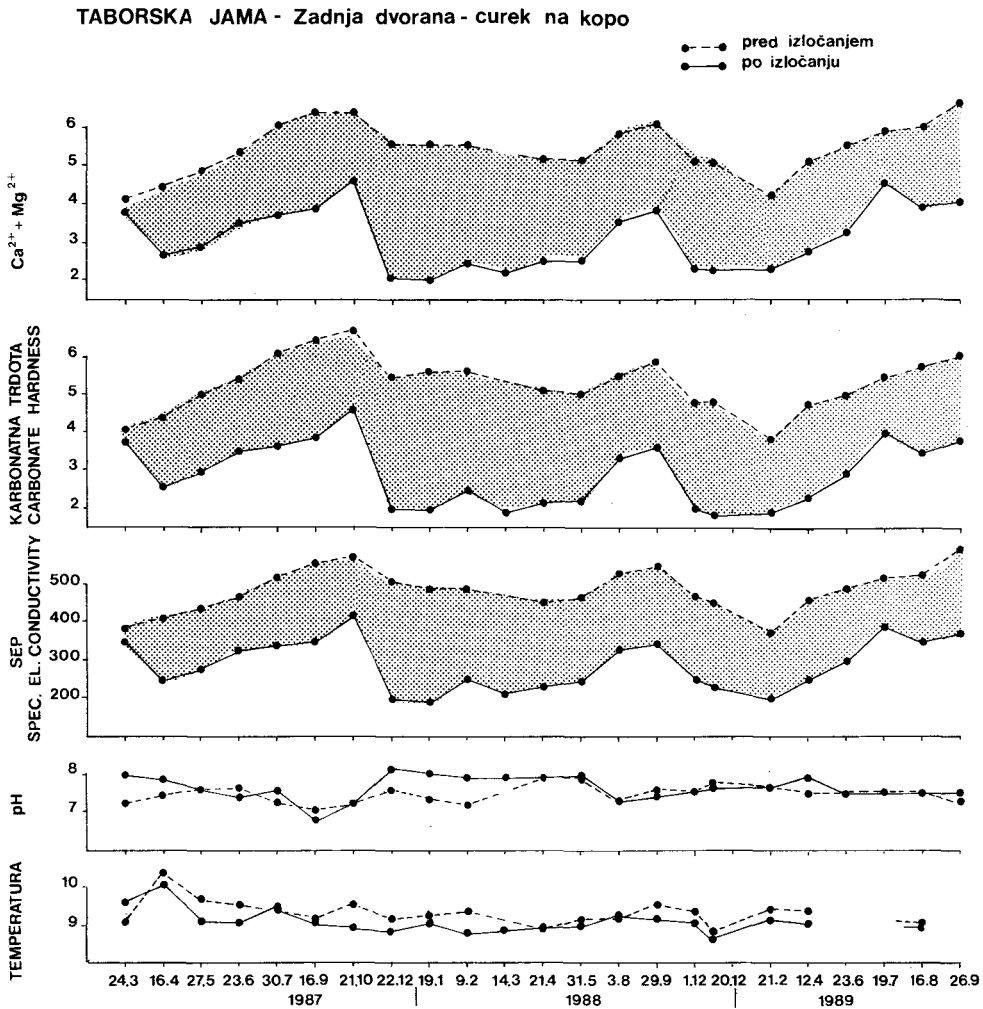 TABORSKA JAMA - Zadnja dvorana - curek na kopo
pred izločanjem
po izločanju
Ca2+ + Mg2+
6
5
4
3
2
KARBONATNA TRDOTA
CARBONATE HARDNESS
6
5
4
3
2
SEP
SPEC. EL. CONDUCTIVITY
500
400
300
200
pH
8
7
TEMPERATURA
10
9
24.3 16.4 27,5 23.6 30.7 16.9 21,10 22.12 19.1 9.2 14,3 21.4 31.5 3.8 29.9 1,12 20,12 21.2 12.4 23.6 19.7 16.8 26.9
1987 1988 1989